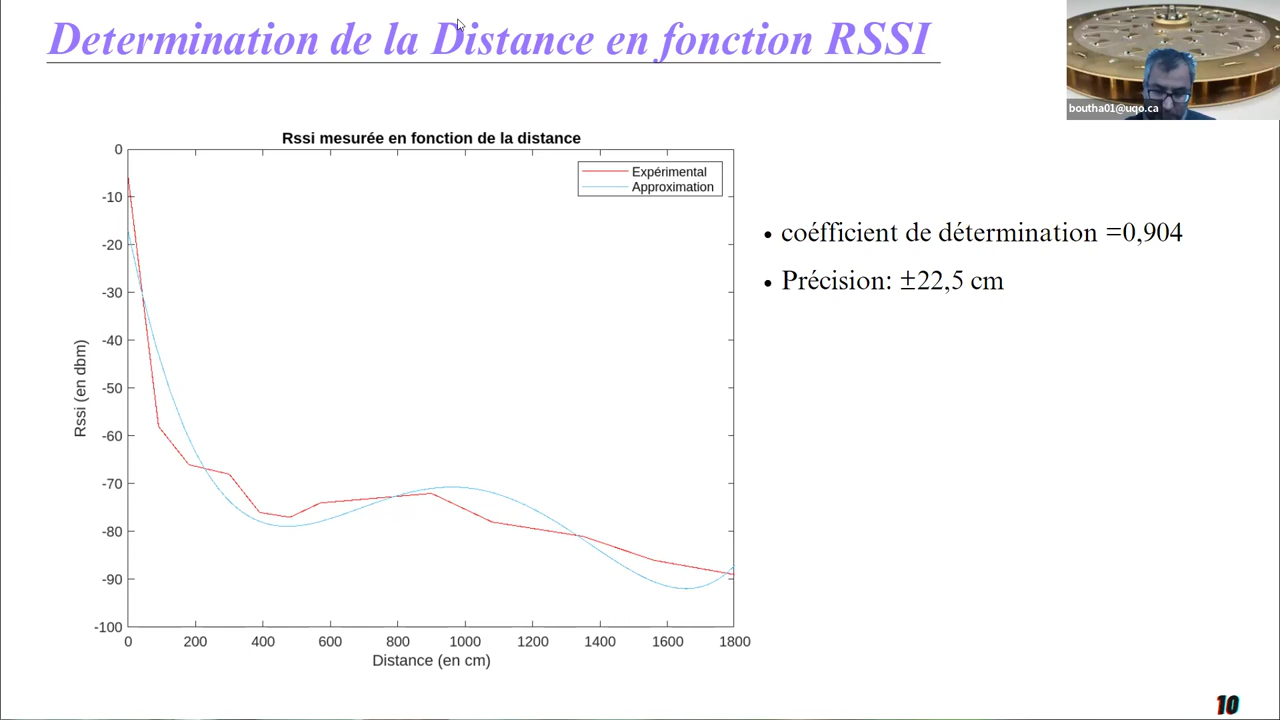 Determination de la Distance en fonction RSSI
boutha01@uqo.ca
Rssi mesurée en fonction de la distance
Expérimental
Approximation
0
-10
-20
-30
-40
-50
-60
-70
-80
-90
-100
Rssi (en dbm)
0 200 400 600 800 1000 1200 1400 1600 1800
Distance (en cm)
• coéfficient de détermination =0,904
• Précision: ±22,5 cm
10